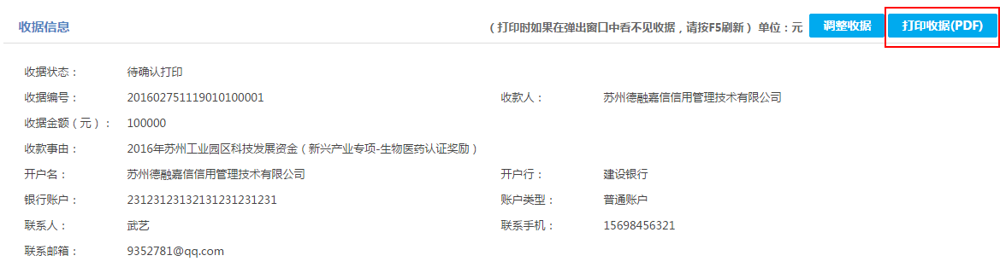 收据信息 （打印时如果在弹出窗口中看不见收据，请按F5刷新） 单位：元 调整收据 打印收据(PDF)
收据状态： 待确认打印
收据编号： 201602751119010100001 收款人： 苏州德融嘉信信用管理技术有限公司
收据金额（元）： 100000
收款事由： 2016年苏州工业园区科技发展资金（新兴产业专项-生物医药认证奖励）
开户名： 苏州德融嘉信信用管理技术有限公司 开户行： 建设银行
银行账户： 23123123132131231231231 账户类型： 普通账户
联系人： 武艺 联系手机： 15698456321
联系邮箱： 9352781@qq.com